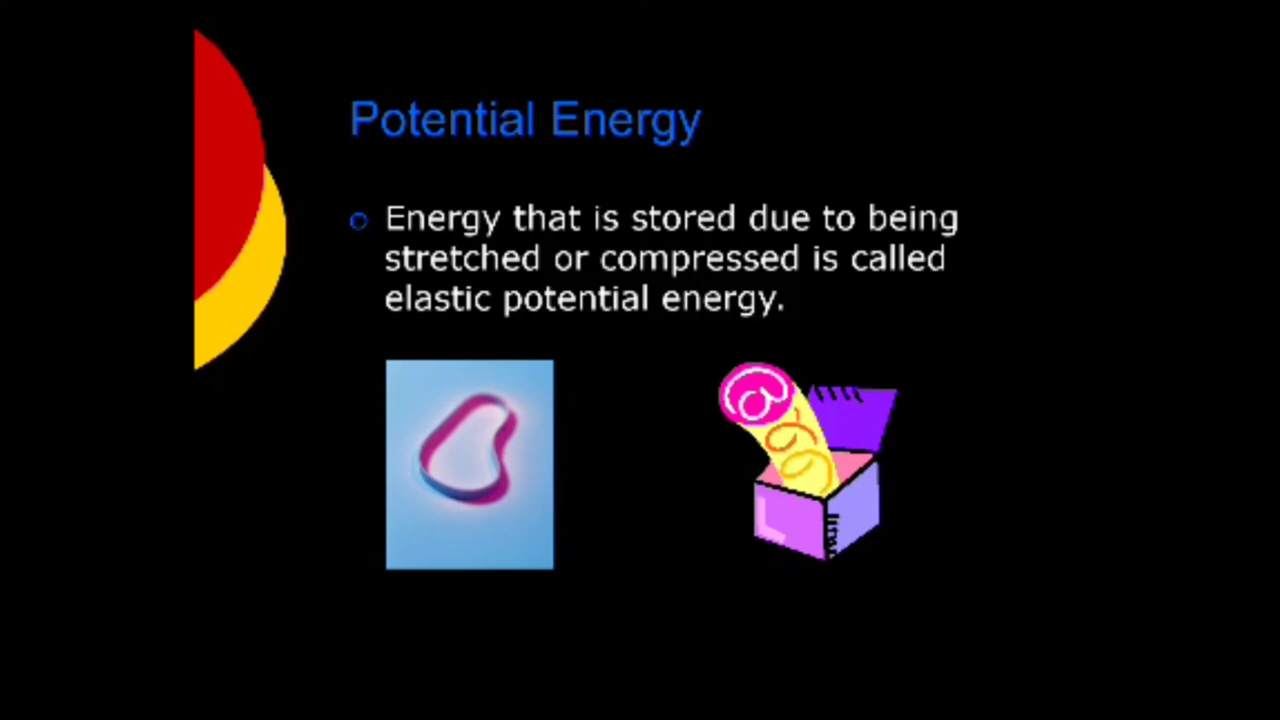 Potential Energy
Energy that is stored due to being
stretched or compressed is called
elastic potential energy.